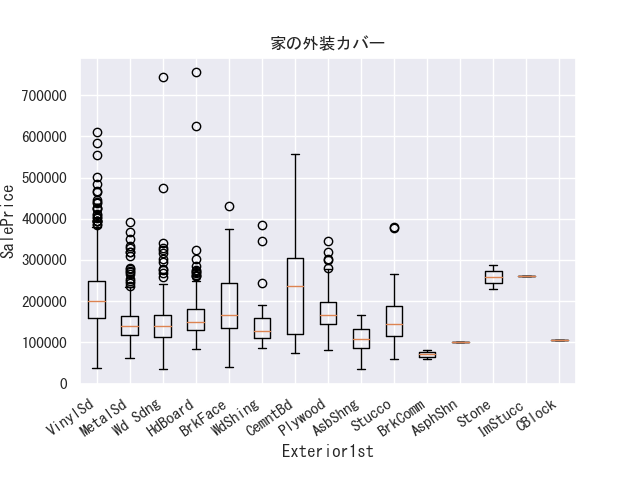 家の外装カバー
SalePrice
700000
600000
500000
400000
300000
200000
100000
0
VinylSd
MetalSd
Wd Sdng
HdBoard
BrkFace
WdShing
CemntBd
Plywood
AsbShng
Stucco
BrkComm
AsphShn
Stone
ImStucc
CBlock
Exterior1st